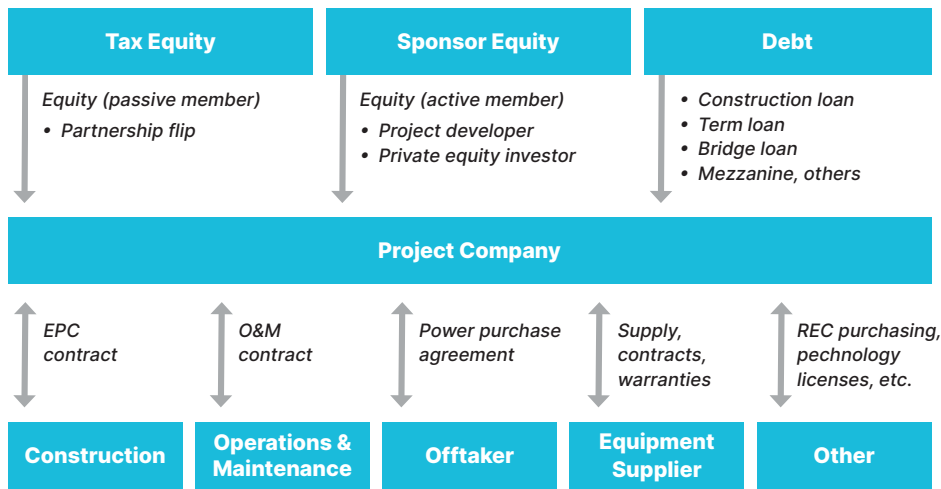 Tax Equity
Sponsor Equity
Debt
Equity (passive member)
• Partnership flip
Equity (active member)
• Project developer
• Private equity investor
• Construction loan
• Term loan
• Bridge loan
• Mezzanine, others
Project Company
EPC
contract
O&M
contract
Power purchase
agreement
Supply,
contracts,
warranties
REC purchasing,
pechnology
licenses, etc.
Construction
Operations &
Maintenance
Offtaker
Equipment
Supplier
Other